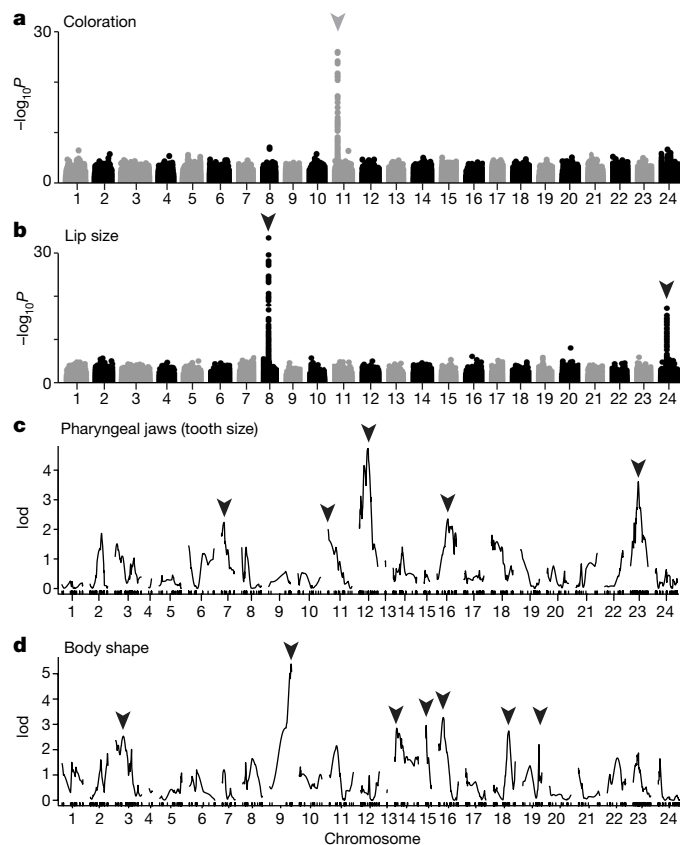 a Coloration
30
–log10P
0
1 2 3 4 5 6 7 8 9 10 11 12 13 14 15 16 17 18 19 20 21 22 23 24
b Lip size
30
–log10P
0
1 2 3 4 5 6 7 8 9 10 11 12 13 14 15 16 17 18 19 20 21 22 23 24
c Pharyngeal jaws (tooth size)
4
3
lod
2
1
0
1 2 3 4 5 6 7 8 9 10 11 12 13 14 15 16 17 18 19 20 21 22 23 24
d Body shape
5
4
3
lod
2
1
0
1 2 3 4 5 6 7 8 9 10 11 12 13 14 15 16 17 18 19 20 21 22 23 24
Chromosome